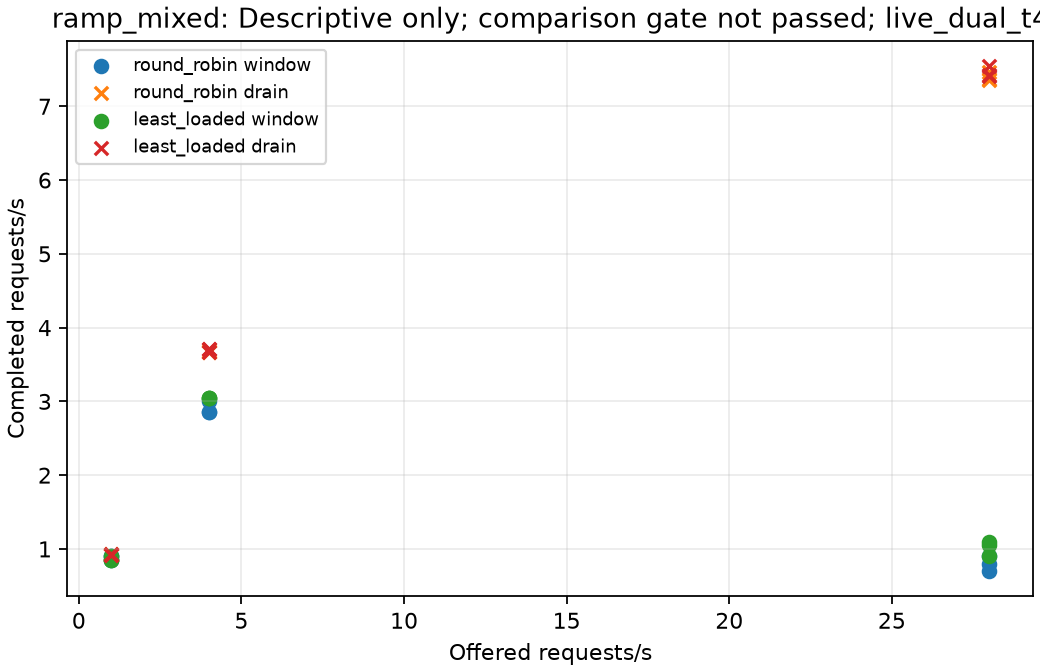 ramp_mixed: Descriptive only; comparison gate not passed; live_dual_t4
round_robin window
round_robin drain
least_loaded window
least_loaded drain
7
6
5
4
3
2
1
Completed requests/s
0 5 10 15 20 25
Offered requests/s